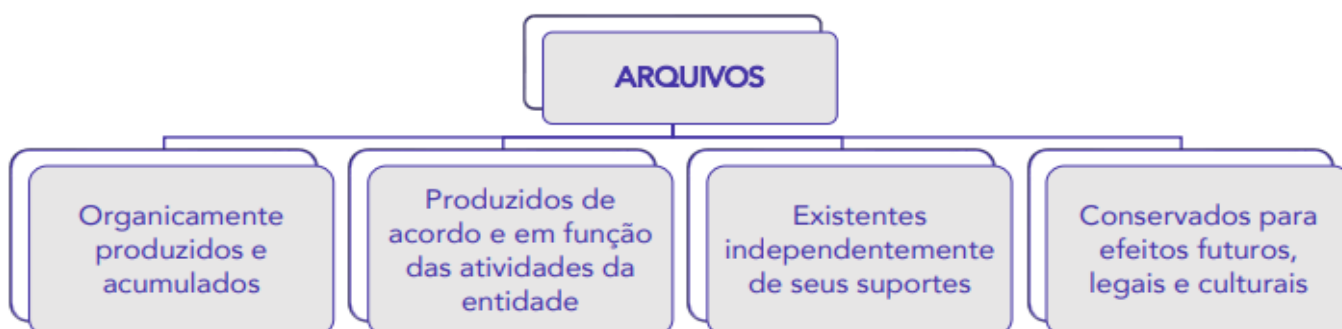 ARQUIVOS
Organicamente
produzidos e
acumulados
Produzidos de
acordo e em função
das atividades da
entidade
Existentes
independentemente
de seus suportes
Conservados para
efeitos futuros,
legais e culturais